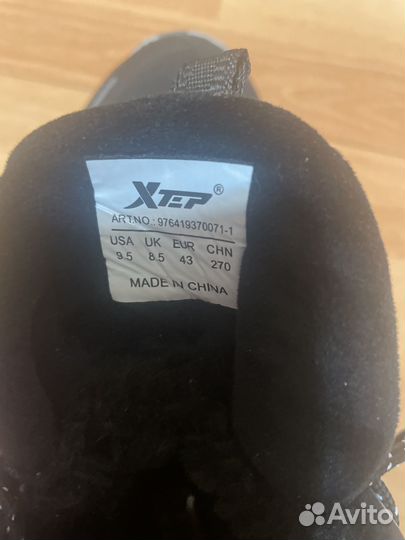 XTEP®
ART.NO.: 976419370071-1
USA UK EUR CHN
9.5 8.5 43 270
MADE IN CHINA
Avito